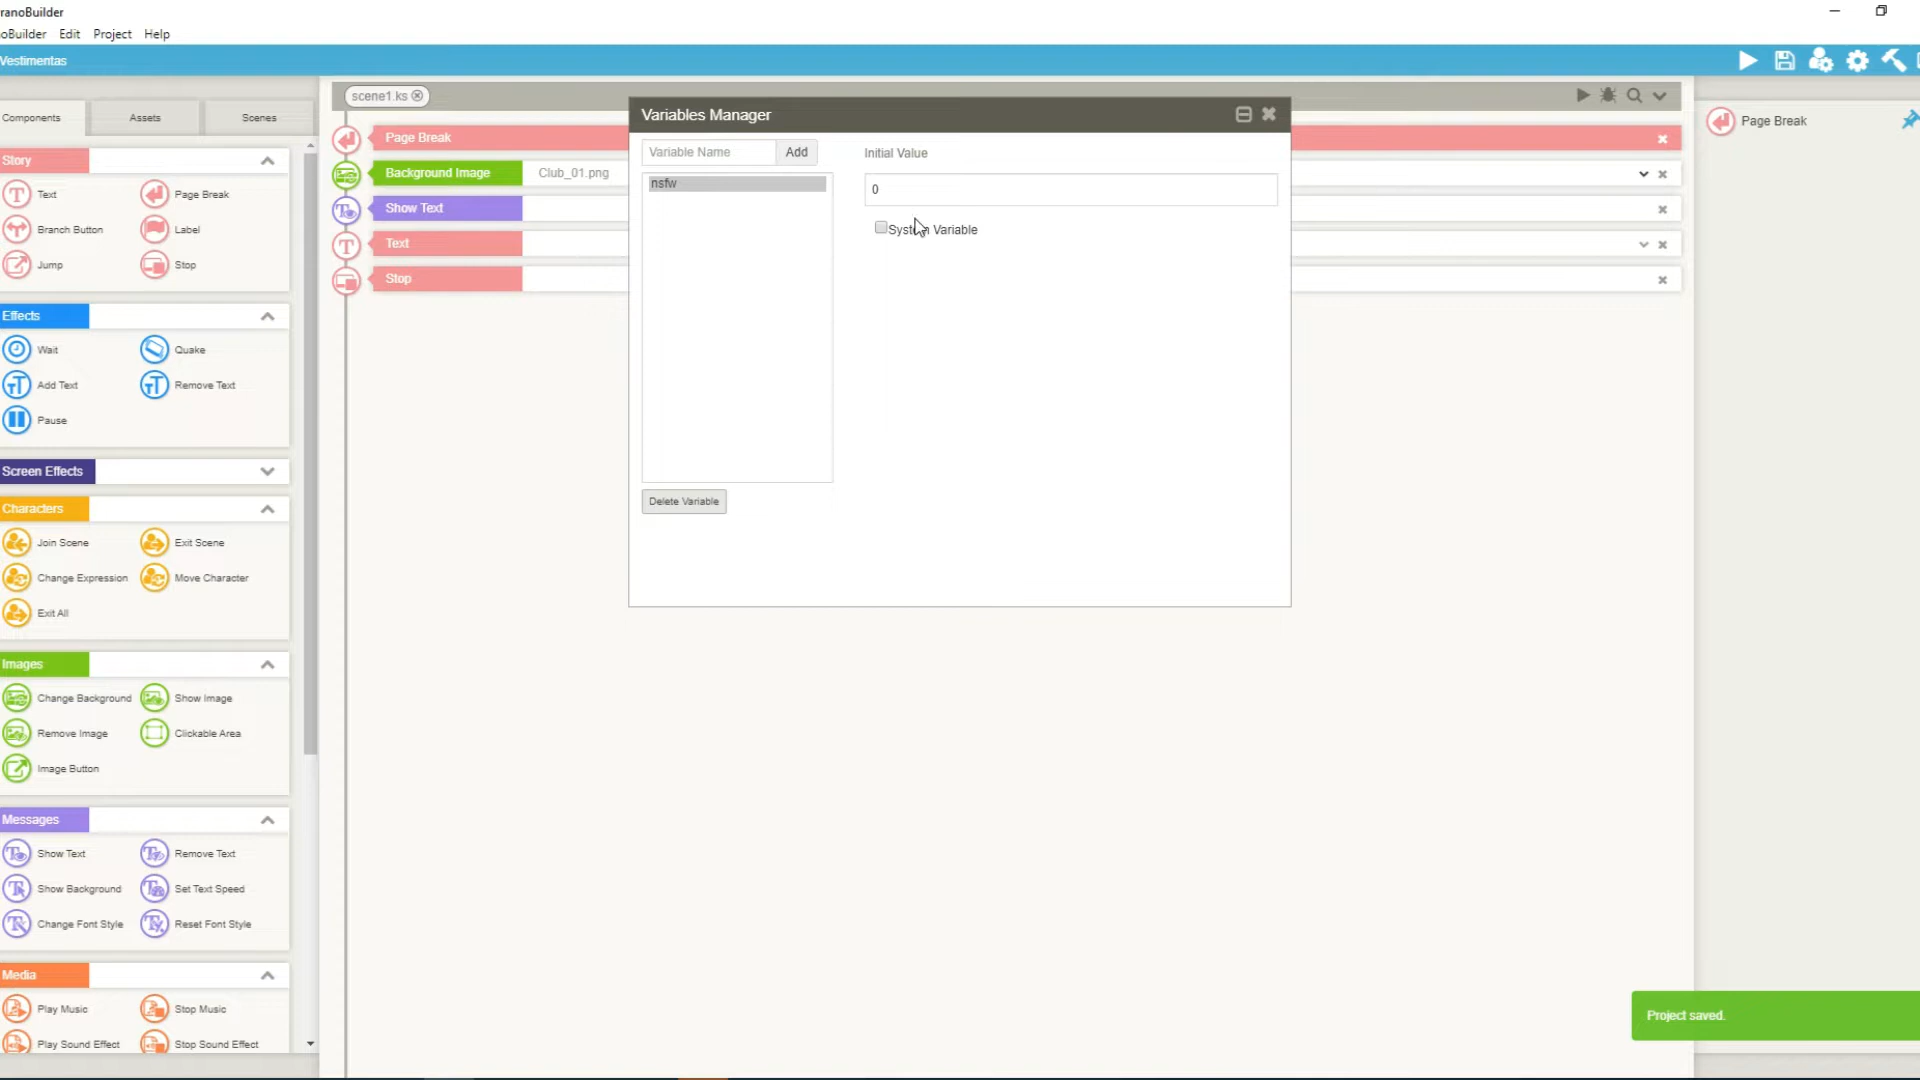 ranoBuilder
oBuilder Edit Project Help
Vestimentas
Components Assets Scenes
scene1.ks
Variables Manager
Variable Name Add
nsfw
Delete Variable
Initial Value
0
System Variable
Page Break
Background Image Club_01.png
Show Text
Text
Stop
Page Break
Story
Text Page Break
Branch Button Label
Jump Stop
Effects
Wait Quake
Add Text Remove Text
Pause
Screen Effects
Characters
Join Scene Exit Scene
Change Expression Move Character
Exit All
Images
Change Background Show Image
Remove Image Clickable Area
Image Button
Messages
Show Text Remove Text
Show Background Set Text Speed
Change Font Style Reset Font Style
Media
Play Music Stop Music
Play Sound Effect Stop Sound Effect
Project saved.